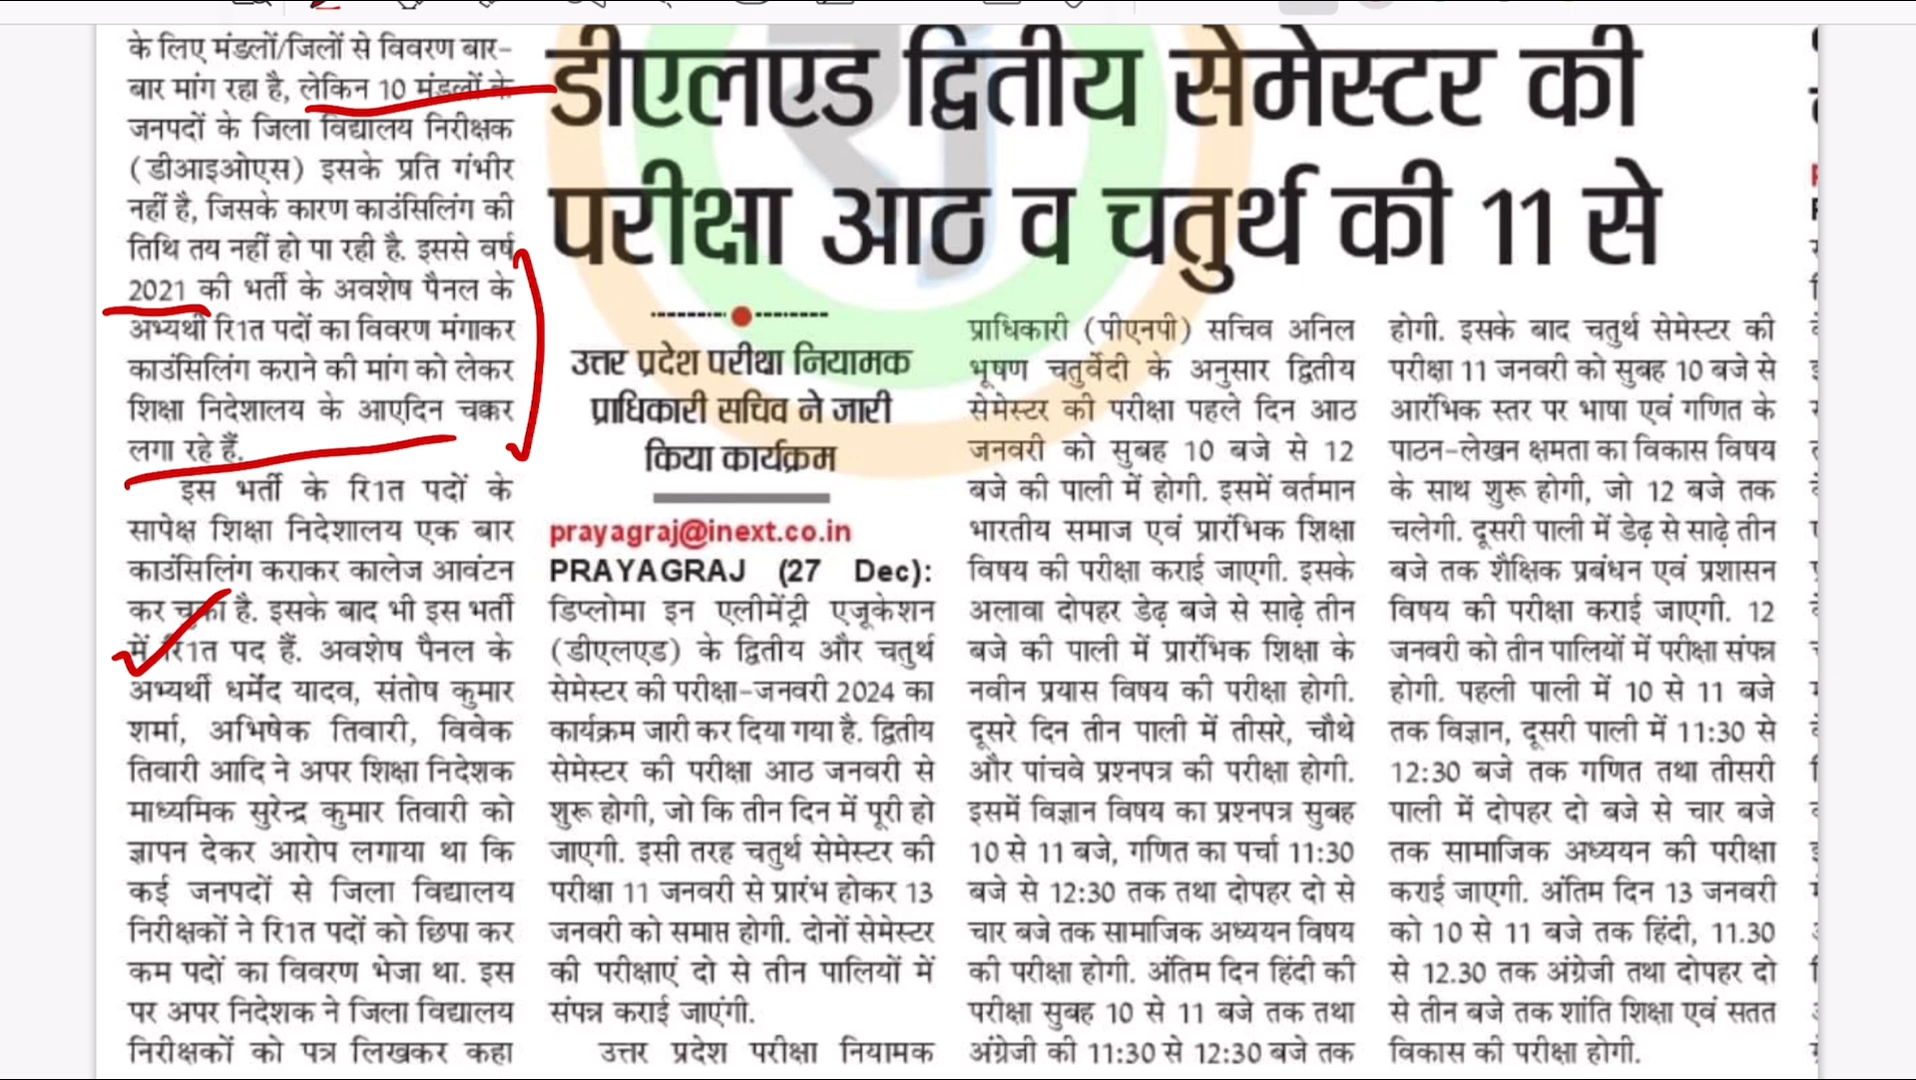 के लिए मंडलों/जिलों से विवरण बार-
बार मांग रहा है, लेकिन 10 मंडलों के
जनपदों के जिला विद्यालय निरीक्षक
(डीआइओएस) इसके प्रति गंभीर
नहीं है, जिसके कारण काउंसिलिंग की
तिथि तय नहीं हो पा रही है. इससे वर्ष
2021 की भर्ती के अवशेष पैनल के
अभ्यर्थी रि1त पदों का विवरण मंगाकर
काउंसिलिंग कराने की मांग को लेकर
शिक्षा निदेशालय के आएदिन चक्कर
लगा रहे हैं.
इस भर्ती के रि1त पदों के
सापेक्ष शिक्षा निदेशालय एक बार
काउंसिलिंग कराकर कालेज आवंटन
कर चुका है. इसके बाद भी इस भर्ती
में रि1त पद हैं. अवशेष पैनल के
अभ्यर्थी धर्मेंद यादव, संतोष कुमार
शर्मा, अभिषेक तिवारी, विवेक
तिवारी आदि ने अपर शिक्षा निदेशक
माध्यमिक सुरेन्द्र कुमार तिवारी को
ज्ञापन देकर आरोप लगाया था कि
कई जनपदों से जिला विद्यालय
निरीक्षकों ने रि1त पदों को छिपा कर
कम पदों का विवरण भेजा था. इस
पर अपर निदेशक ने जिला विद्यालय
निरीक्षकों को पत्र लिखकर कहा
डीएलएड द्वितीय सेमेस्टर की
परीक्षा आठ व चतुर्थ की 11 से
उत्तर प्रदेश परीक्षा नियामक
प्राधिकारी सचिव ने जारी
किया कार्यक्रम
prayagraj@inext.co.in
PRAYAGRAJ (27 Dec):
डिप्लोमा इन एलीमेंट्री एजूकेशन
(डीएलएड) के द्वितीय और चतुर्थ
सेमेस्टर की परीक्षा-जनवरी 2024 का
कार्यक्रम जारी कर दिया गया है. द्वितीय
सेमेस्टर की परीक्षा आठ जनवरी से
शुरू होगी, जो कि तीन दिन में पूरी हो
जाएगी. इसी तरह चतुर्थ सेमेस्टर की
परीक्षा 11 जनवरी से प्रारंभ होकर 13
जनवरी को समाप्त होगी. दोनों सेमेस्टर
की परीक्षाएं दो से तीन पालियों में
संपन्न कराई जाएंगी.
उत्तर प्रदेश परीक्षा नियामक
प्राधिकारी (पीएनपी) सचिव अनिल
भूषण चतुर्वेदी के अनुसार द्वितीय
सेमेस्टर की परीक्षा पहले दिन आठ
जनवरी को सुबह 10 बजे से 12
बजे की पाली में होगी. इसमें वर्तमान
भारतीय समाज एवं प्रारंभिक शिक्षा
विषय की परीक्षा कराई जाएगी. इसके
अलावा दोपहर डेढ़ बजे से साढ़े तीन
बजे की पाली में प्रारंभिक शिक्षा के
नवीन प्रयास विषय की परीक्षा होगी.
दूसरे दिन तीन पाली में तीसरे, चौथे
और पांचवे प्रश्नपत्र की परीक्षा होगी.
इसमें विज्ञान विषय का प्रश्नपत्र सुबह
10 से 11 बजे, गणित का पर्चा 11:30
बजे से 12:30 तक तथा दोपहर दो से
चार बजे तक सामाजिक अध्ययन विषय
की परीक्षा होगी. अंतिम दिन हिंदी की
परीक्षा सुबह 10 से 11 बजे तक तथा
अंग्रेजी की 11:30 से 12:30 बजे तक
होगी. इसके बाद चतुर्थ सेमेस्टर की
परीक्षा 11 जनवरी को सुबह 10 बजे से
आरंभिक स्तर पर भाषा एवं गणित के
पाठन-लेखन क्षमता का विकास विषय
के साथ शुरू होगी, जो 12 बजे तक
चलेगी. दूसरी पाली में डेढ़ से साढ़े तीन
बजे तक शैक्षिक प्रबंधन एवं प्रशासन
विषय की परीक्षा कराई जाएगी. 12
जनवरी को तीन पालियों में परीक्षा संपन्न
होगी. पहली पाली में 10 से 11 बजे
तक विज्ञान, दूसरी पाली में 11:30 से
12:30 बजे तक गणित तथा तीसरी
पाली में दोपहर दो बजे से चार बजे
तक सामाजिक अध्ययन की परीक्षा
कराई जाएगी. अंतिम दिन 13 जनवरी
को 10 से 11 बजे तक हिंदी, 11.30
से 12.30 तक अंग्रेजी तथा दोपहर दो
से तीन बजे तक शांति शिक्षा एवं सतत
विकास की परीक्षा होगी.